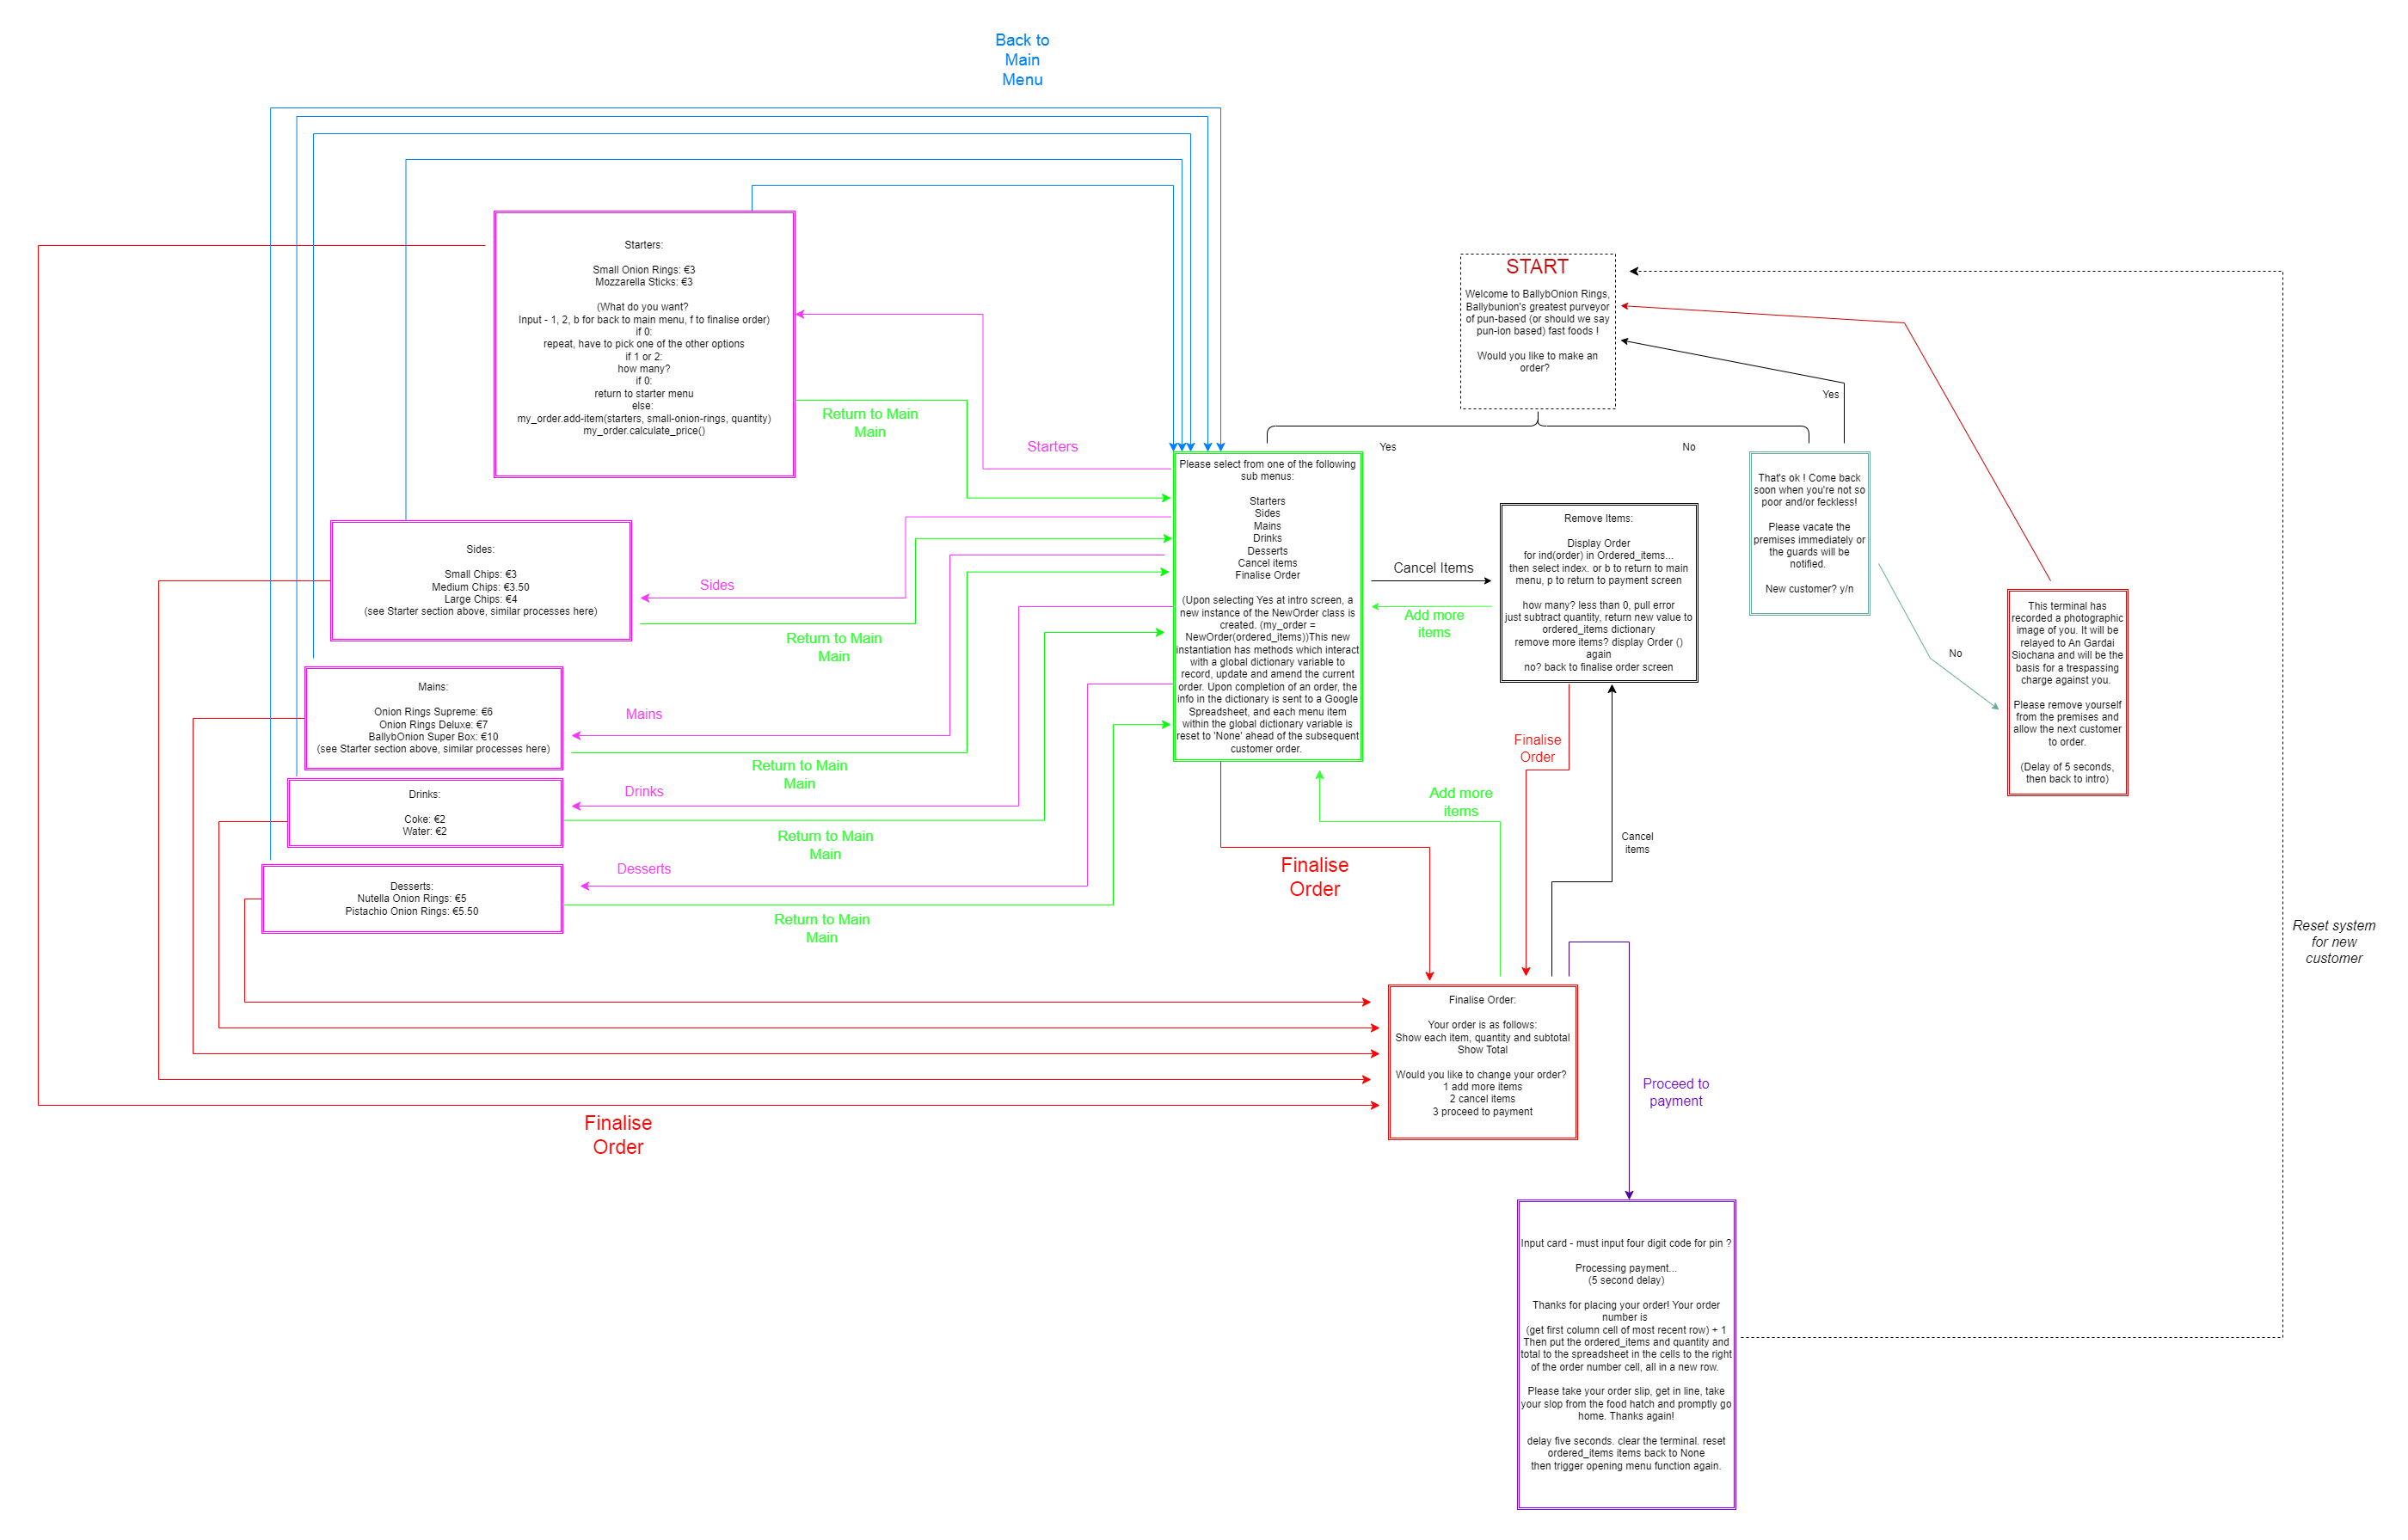 Back to
Main
Menu
Starters:
Small Onion Rings: €3
Mozzarella Sticks: €3
(What do you want?
Input - 1, 2, b for back to main menu, f to finalise order)
if 0:
repeat, have to pick one of the other options
if 1 or 2:
how many?
if 0:
return to starter menu
else:
my_order.add-item(starters, small-onion-rings, quantity)
my_order.calculate_price()
Return to Main
Main
Starters
START
Welcome to BallybOnion Rings,
Ballybunion's greatest purveyor
of pun-based (or should we say
pun-ion based) fast foods !
Would you like to make an
order?
Yes
Yes
No
Sides:
Small Chips: €3
Medium Chips: €3.50
Large Chips: €4
(see Starter section above, similar processes here)
Sides
Return to Main
Main
Please select from one of the following
sub menus:
Starters
Sides
Mains
Drinks
Desserts
Cancel items
Finalise Order
(Upon selecting Yes at intro screen, a
new instance of the NewOrder class is
created. (my_order =
NewOrder(ordered_items))This new
instantiation has methods which interact
with a global dictionary variable to
record, update and amend the current
order. Upon completion of an order, the
info in the dictionary is sent to a Google
Spreadsheet, and each menu item
within the global dictionary variable is
reset to 'None' ahead of the subsequent
customer order.
Cancel Items
Add more
items
Remove Items:
Display Order
for ind(order) in Ordered_items...
then select index. or b to return to main
menu, p to return to payment screen
how many? less than 0, pull error
just subtract quantity, return new value to
ordered_items dictionary
remove more items? display Order ()
again
no? back to finalise order screen
That's ok ! Come back
soon when you're not so
poor and/or feckless!
Please vacate the
premises immediately or
the guards will be
notified.
New customer? y/n
No
This terminal has
recorded a photographic
image of you. It will be
relayed to An Gardai
Siochana and will be the
basis for a trespassing
charge against you.
Please remove yourself
from the premises and
allow the next customer
to order.
(Delay of 5 seconds,
then back to intro)
Mains:
Onion Rings Supreme: €6
Onion Rings Deluxe: €7
BallybOnion Super Box: €10
(see Starter section above, similar processes here)
Mains
Return to Main
Main
Drinks:
Coke: €2
Water: €2
Drinks
Return to Main
Main
Desserts:
Nutella Onion Rings: €5
Pistachio Onion Rings: €5.50
Desserts
Return to Main
Main
Finalise
Order
Add more
items
Finalise
Order
Cancel
items
Reset system
for new
customer
Finalise Order:
Your order is as follows:
Show each item, quantity and subtotal
Show Total
Would you like to change your order?
1 add more items
2 cancel items
3 proceed to payment
Proceed to
payment
Finalise
Order
Input card - must input four digit code for pin ?
Processing payment...
(5 second delay)
Thanks for placing your order! Your order
number is
(get first column cell of most recent row) + 1
Then put the ordered_items and quantity and
total to the spreadsheet in the cells to the right
of the order number cell, all in a new row.
Please take your order slip, get in line, take
your slop from the food hatch and promptly go
home. Thanks again!
delay five seconds. clear the terminal. reset
ordered_items items back to None
then trigger opening menu function again.